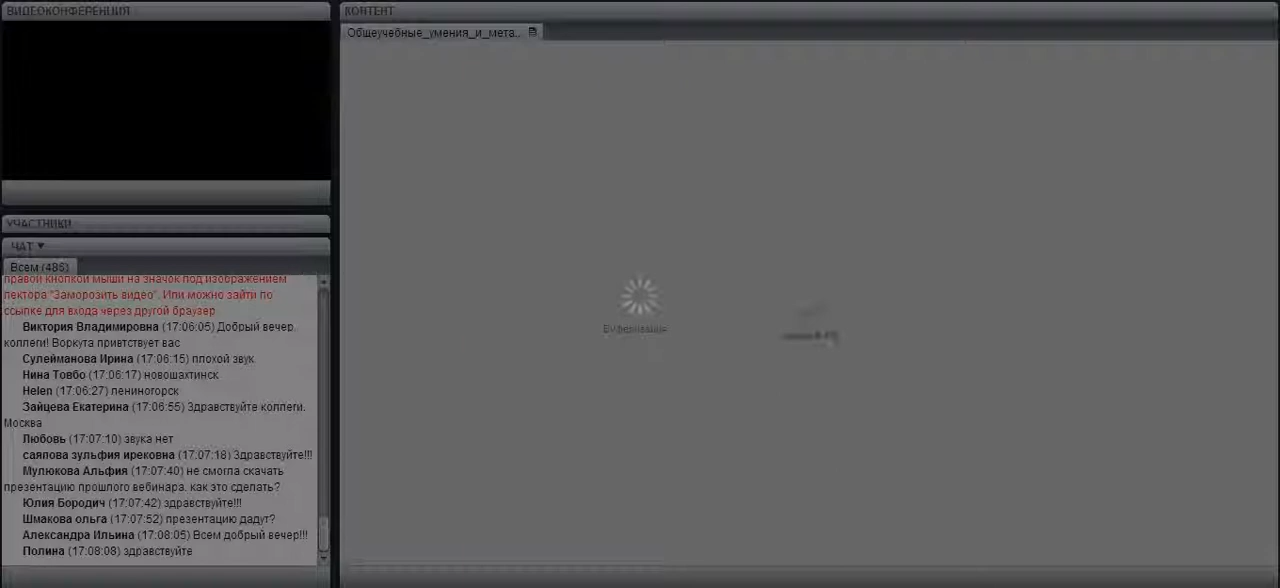 ВИДЕОКОНФЕРЕНЦИЯ
КОНТЕНТ
Общеучебные_умения_и_мета..
УЧАСТНИКИ
ЧАТ
Всем (486)
правой кнопкой мыши на значок под изображением
лектора "Заморозить видео". Или можно зайти по
ссылке для входа через другой браузер
Виктория Владимировна (17:06:05) Добрый вечер,
коллеги! Воркута привтствует вас
Сулейманова Ирина (17:06:15) плохой звук
Нина Товбо (17:06:17) новошахтинск
Helen (17:06:27) лениногорск
Зайцева Екатерина (17:06:55) Здравствуйте коллеги.
Москва
Любовь (17:07:10) звука нет
саяпова зульфия ирековна (17:07:18) Здравствуйте!!!
Мулюкова Альфия (17:07:40) не смогла скачать
презентацию прошлого вебинара. как это сделать?
Юлия Бородич (17:07:42) здравствуйте!!!
Шмакова ольга (17:07:52) презентацию дадут?
Александра Ильина (17:08:05) Всем добрый вечер!!!
Полина (17:08:08) здравствуйте
Буферизация